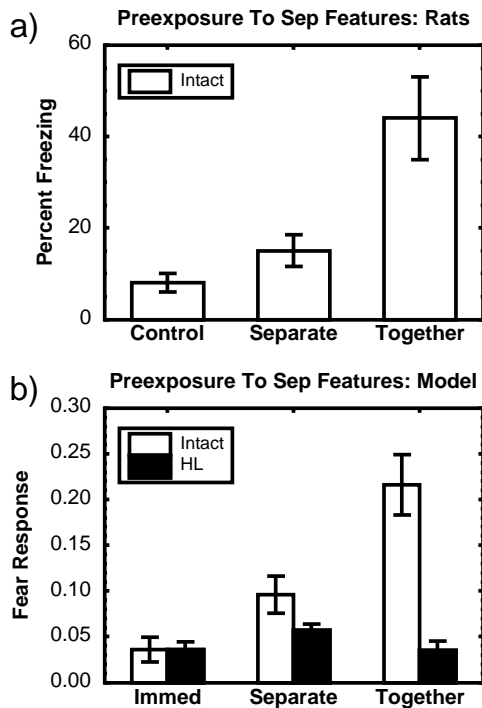 a)
Preexposure To Sep Features: Rats
60
40
20
0
Percent Freezing
Intact
Control Separate Together
b)
Preexposure To Sep Features: Model
0.30
0.25
0.20
0.15
0.10
0.05
0.00
Fear Response
Intact
HL
Immed Separate Together